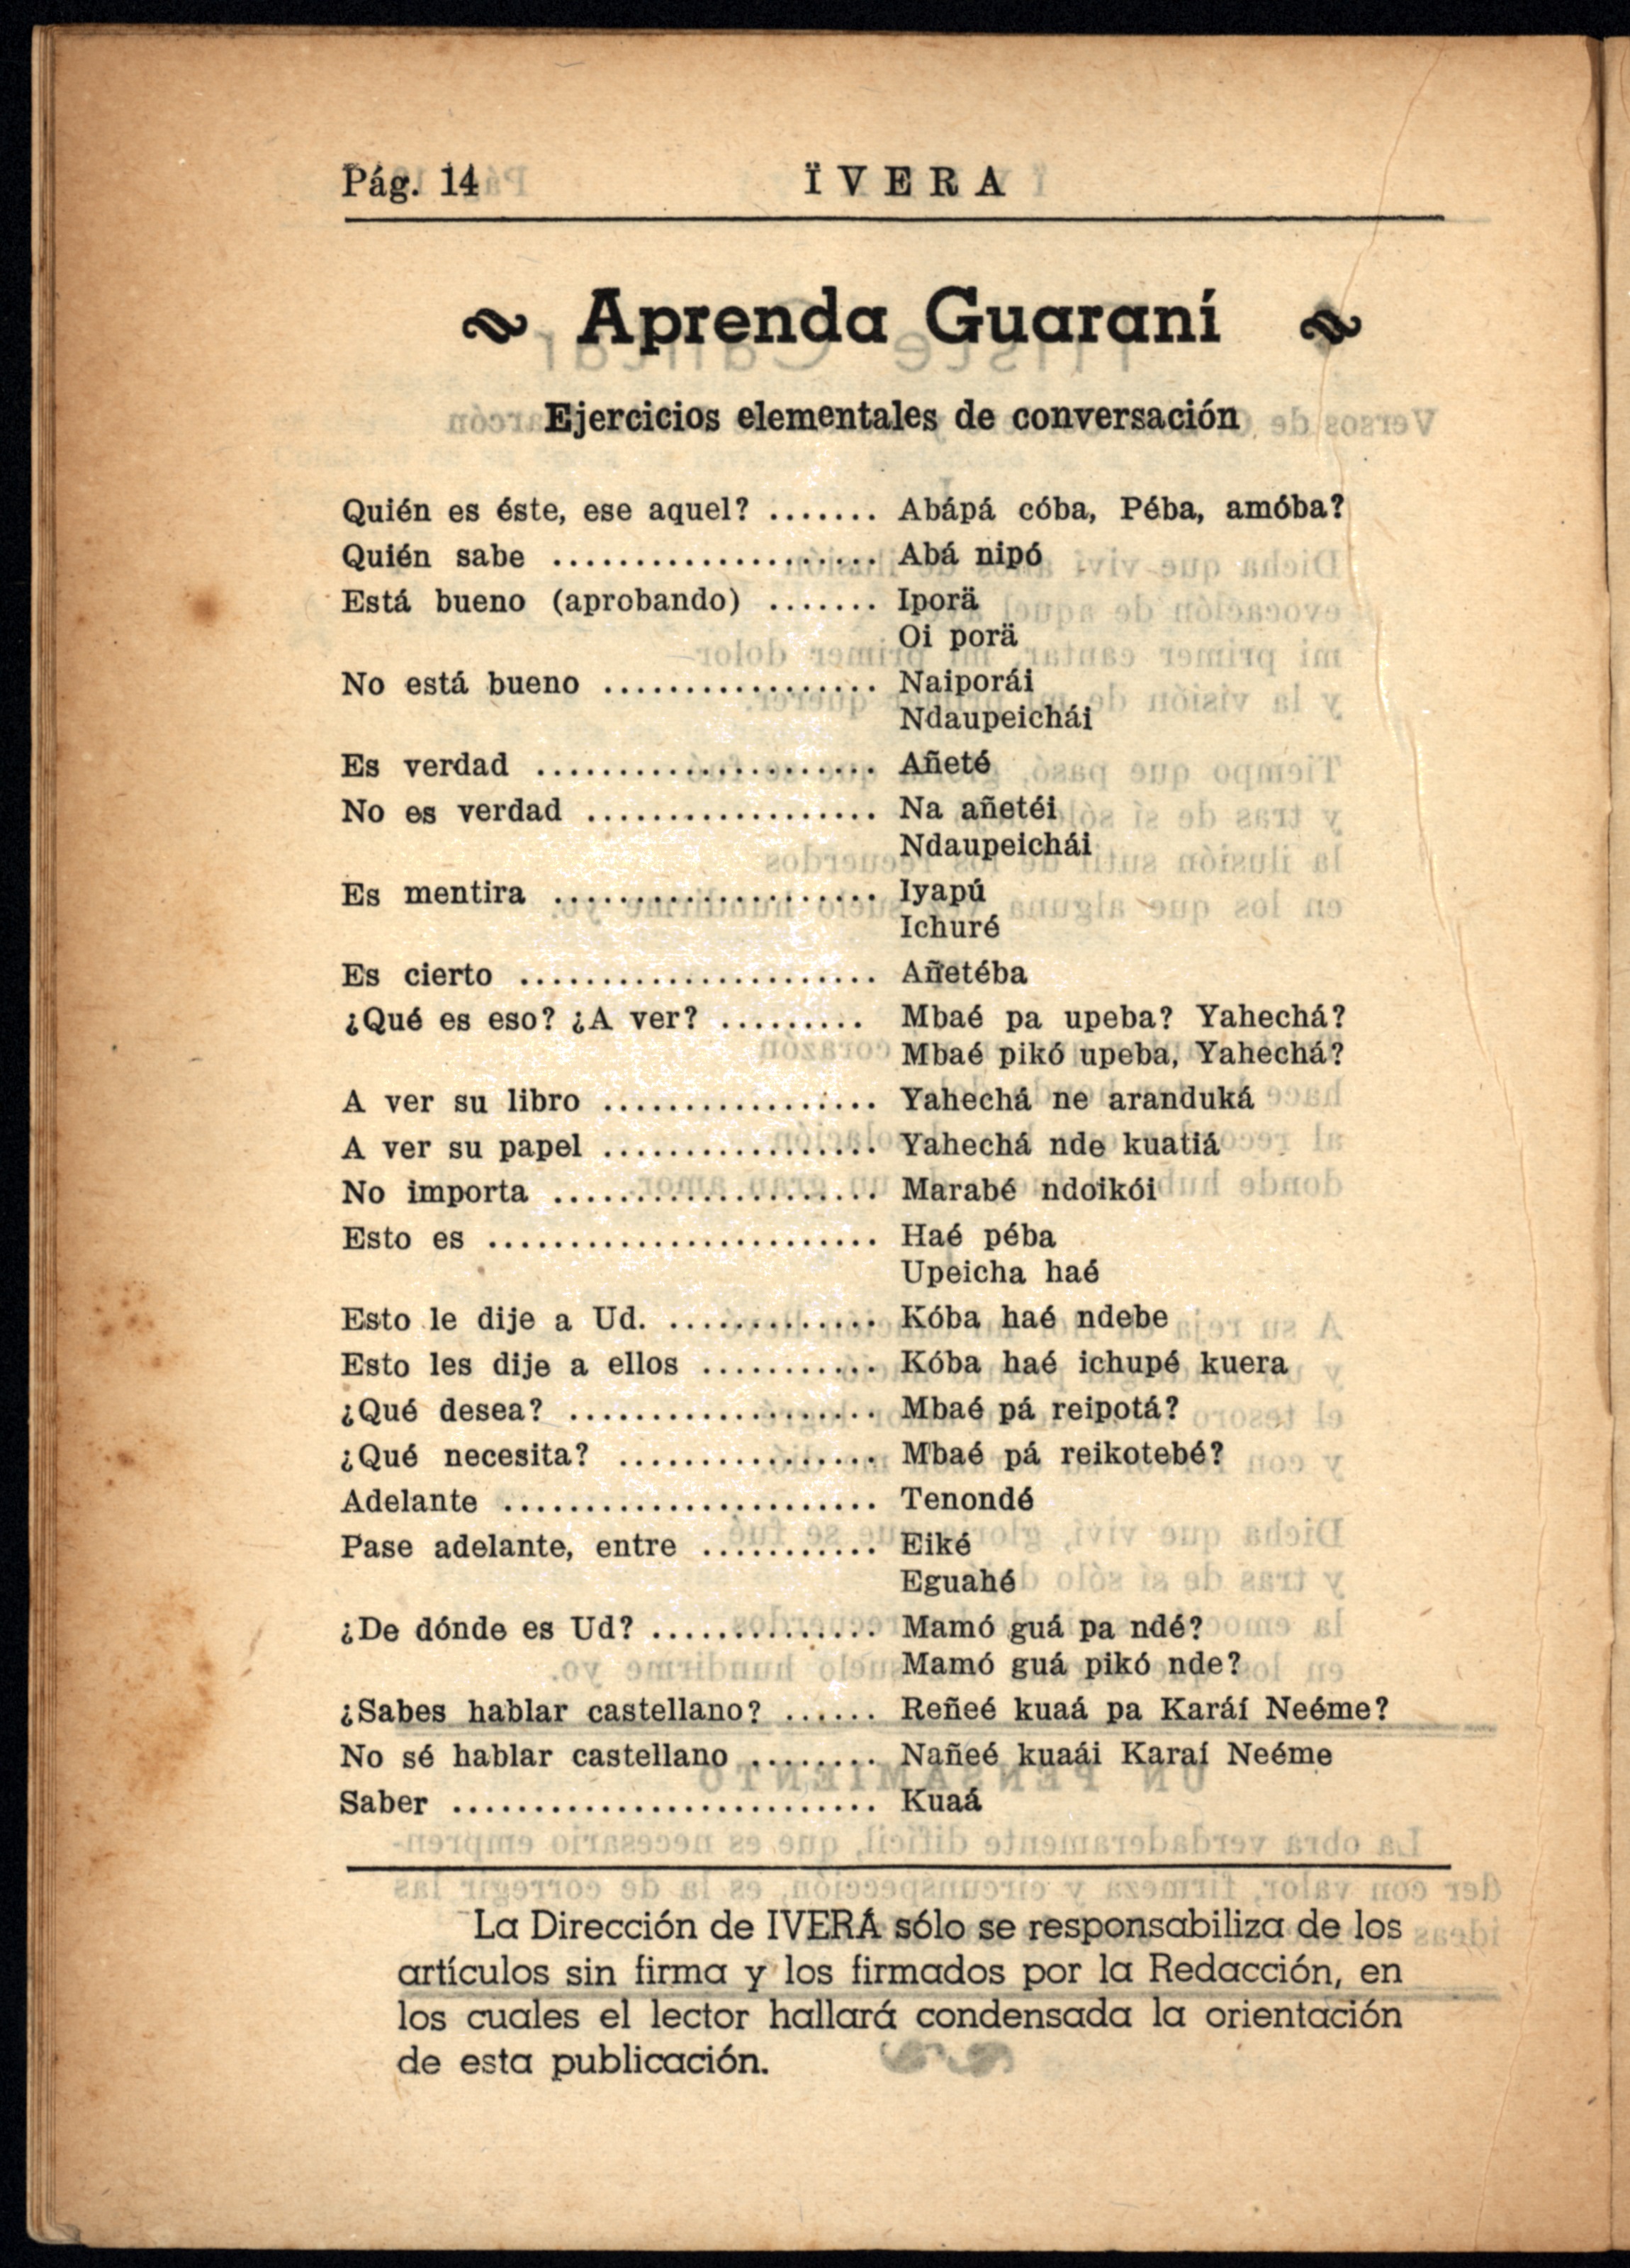 Pág. 14 ÏVERA
Aprenda Guaraní
Ejercicios elementales de conversación
Quién es éste, ese aquel? ....... Abápá cóba, Péba, amóba?
Quién sabe .................... Abá nipó
Está bueno (aprobando) ....... Iporä
Oi porä
No está bueno ................. Naiporái
Ndaupeichái
Es verdad ..................... Añeté
No es verdad .................. Na añetéi
Ndaupeichái
Es mentira .................... Iyapú
Ichuré
Es cierto ...................... Añetéba
¿Qué es eso? ¿A ver? ......... Mbaé pa upeba? Yahechá?
Mbaé pikó upeba, Yahechá?
A ver su libro ................. Yahechá ne aranduká
A ver su papel ................. Yahechá nde kuatiá
No importa .................... Marabé ndoikói
Esto es ........................ Haé péba
Upeicha haé
Esto le dije a Ud. ............. Kóba haé ndebe
Esto les dije a ellos ........... Kóba haé ichupé kuera
¿Qué desea? ................... Mbaé pá reipotá?
¿Qué necesita? ................ Mbaé pá reikotebé?
Adelante ....................... Tenondé
Pase adelante, entre ........... Eiké
Eguahé
¿De dónde es Ud? .............. Mamó guá pa ndé?
Mamó guá pikó nde?
¿Sabes hablar castellano? ...... Reñeé kuaá pa Karáí Neéme?
No sé hablar castellano ........ Nañeé kuaái Karaí Neéme
Saber .......................... Kuaá
La Dirección de IVERÁ sólo se responsabiliza de los
artículos sin firma y los firmados por la Redacción, en
los cuales el lector hallará condensada la orientación
de esta publicación.